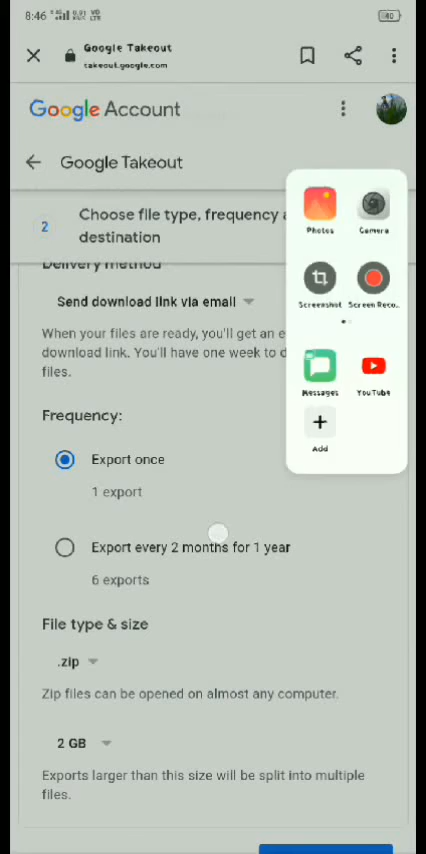 8:46
Google Takeout
takeout.google.com
Google Account
Google Takeout
2
Choose file type, frequency
destination
Photos
Camera
Screenshot
Screen Reco..
Messages
YouTube
Add
Delivery method
Send download link via email
When your files are ready, you'll get an e
download link. You'll have one week to d
files.
Frequency:
Export once
1 export
Export every 2 months for 1 year
6 exports
File type & size
.zip
Zip files can be opened on almost any computer.
2 GB
Exports larger than this size will be split into multiple
files.